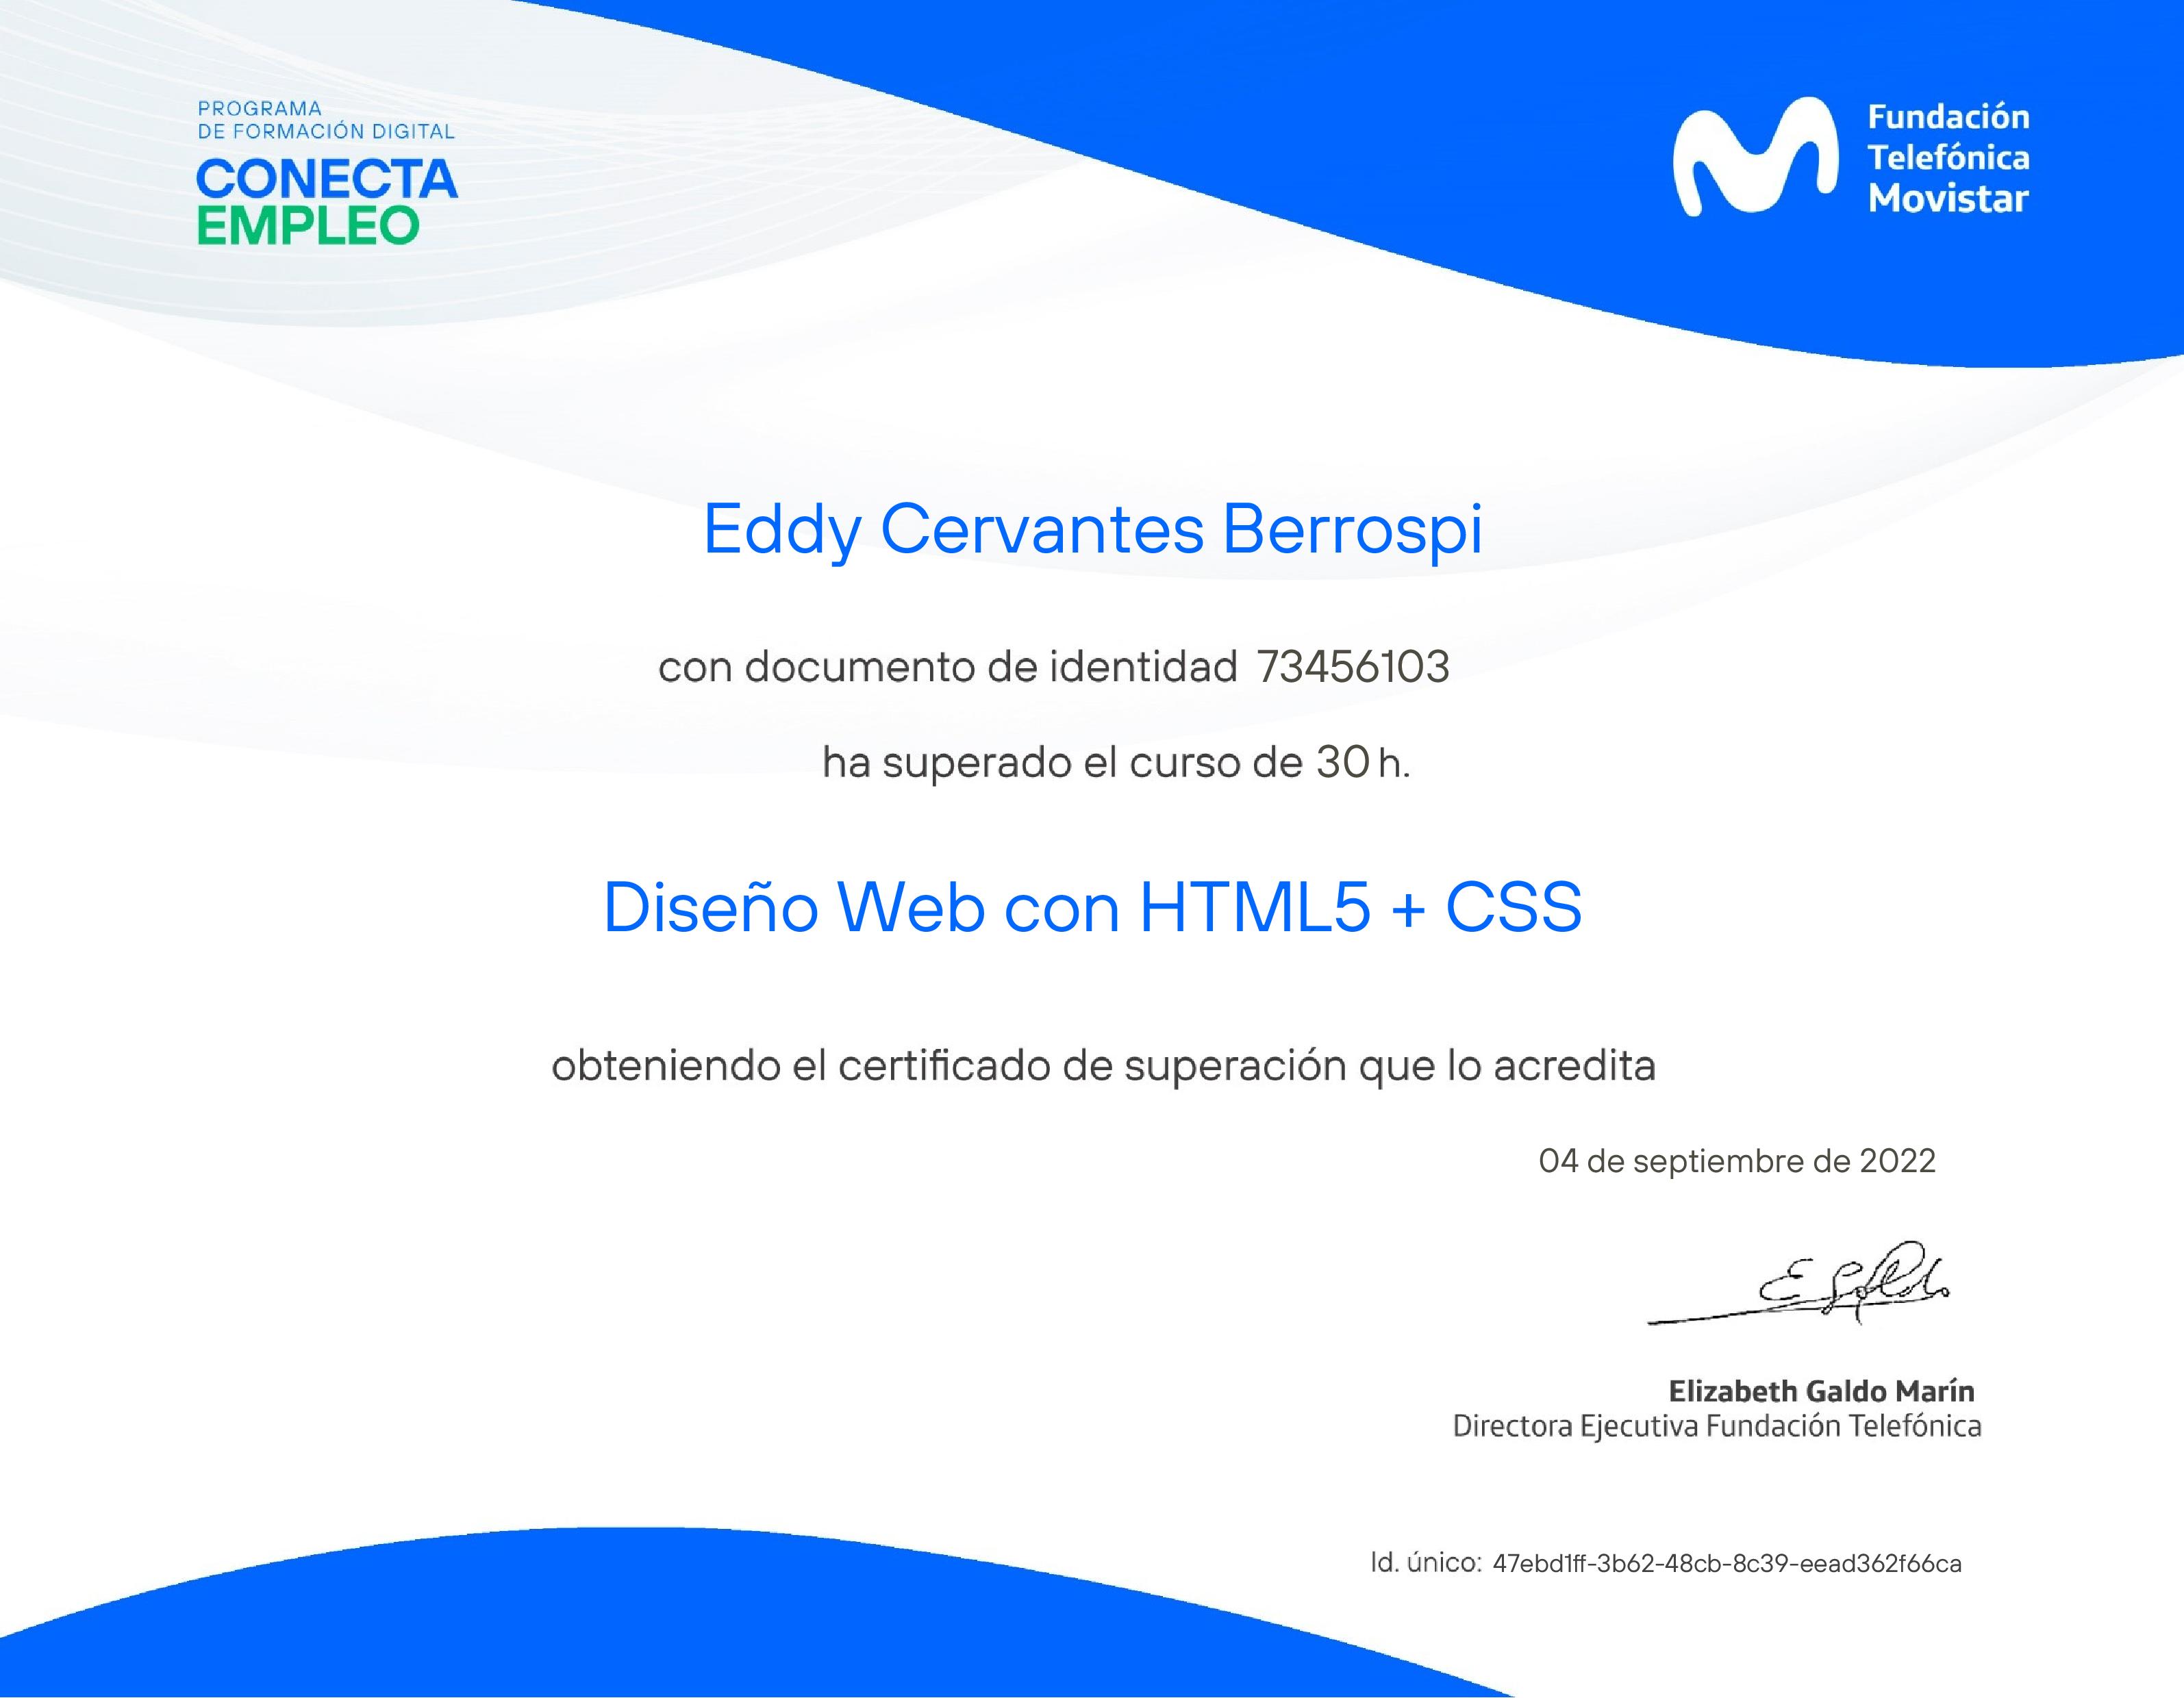 PROGRAMA
DE FORMACIÓN DIGITAL
CONECTA
EMPLEO
Fundación
Telefónica
Movistar
Eddy Cervantes Berrospi
con documento de identidad 73456103
ha superado el curso de 30 h.
Diseño Web con HTML5 + CSS
obteniendo el certificado de superación que lo acredita
04 de septiembre de 2022
Elizabeth Galdo Marín
Directora Ejecutiva Fundación Telefónica
Id. único: 47ebd1ff-3b62-48cb-8c39-eead362f66ca